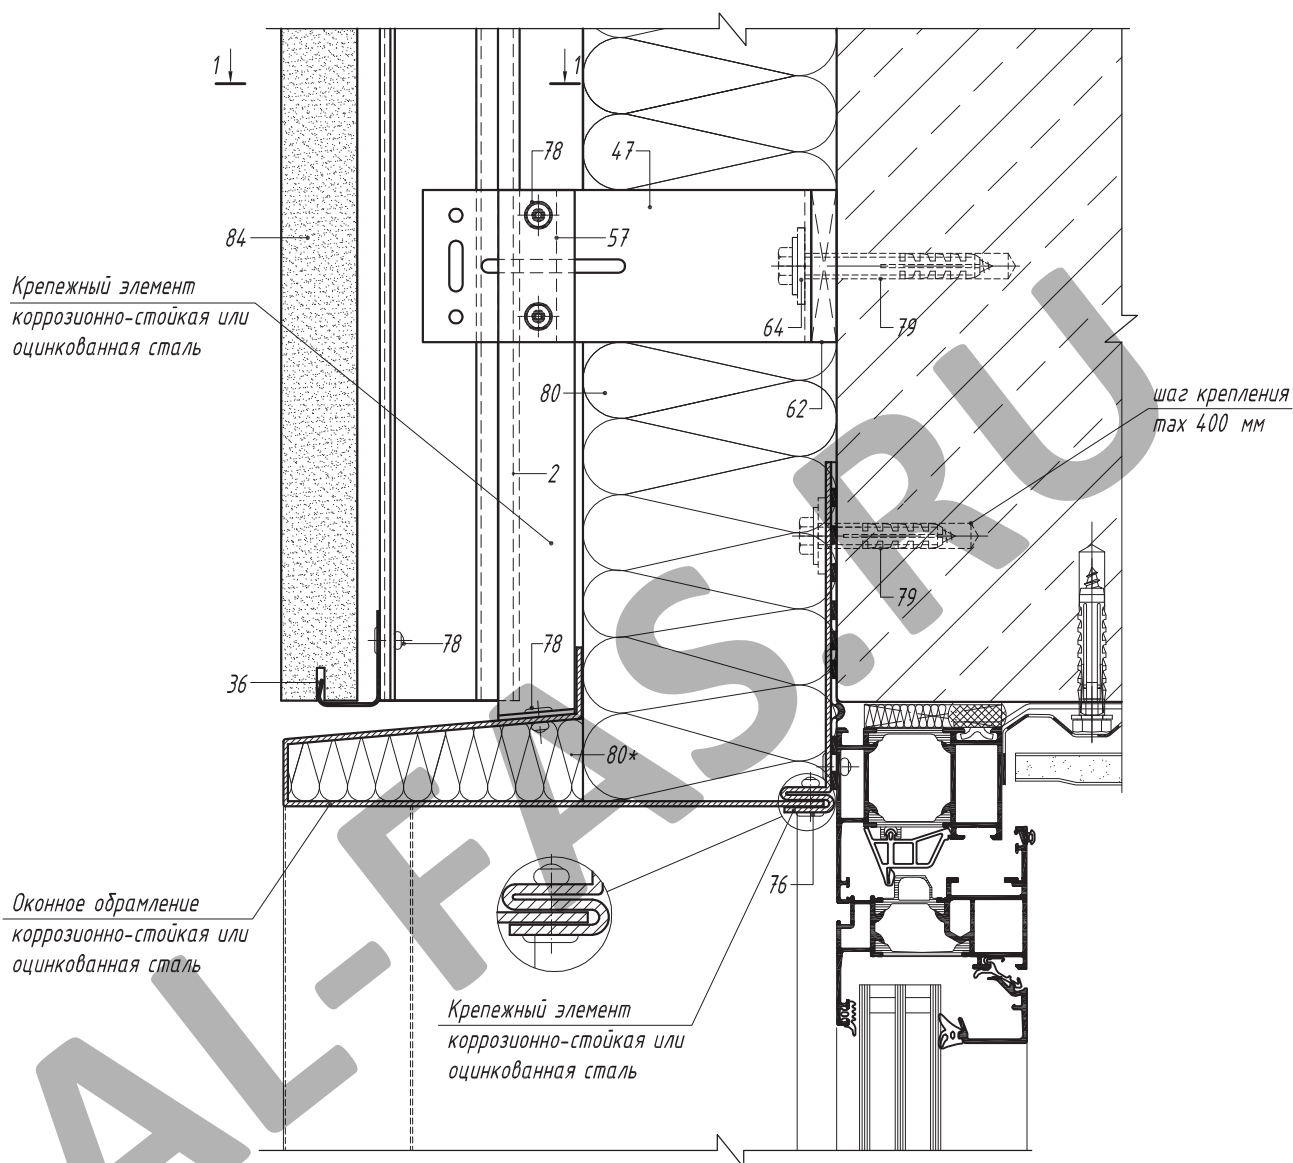 1
1
78
47
84
57
Крепежный элемент
коррозионно-стойкая или
оцинкованная сталь
64
79
80
62
шаг крепления
max 400 мм
2
79
78
78
36
80*
76
Оконное обрамление
коррозионно-стойкая или
оцинкованная сталь
Крепежный элемент
коррозионно-стойкая или
оцинкованная сталь
AL-FAS.RU